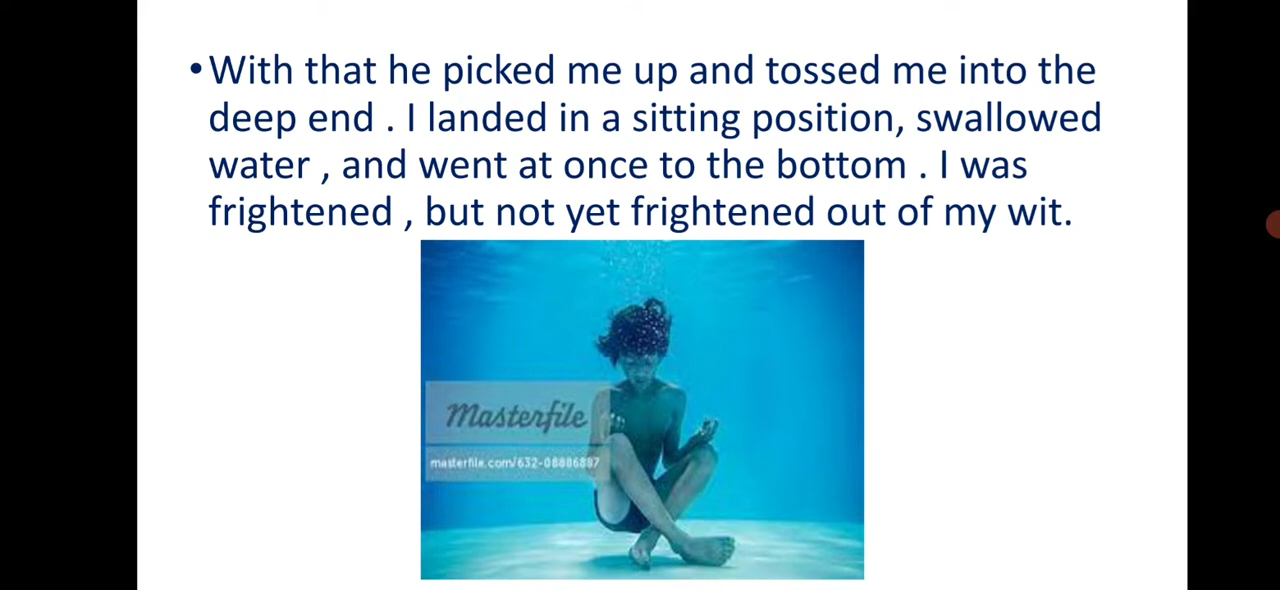 •With that he picked me up and tossed me into the
deep end . I landed in a sitting position, swallowed
water , and went at once to the bottom . I was
frightened , but not yet frightened out of my wit.
Masterfile
masterfile.com/632-08886887